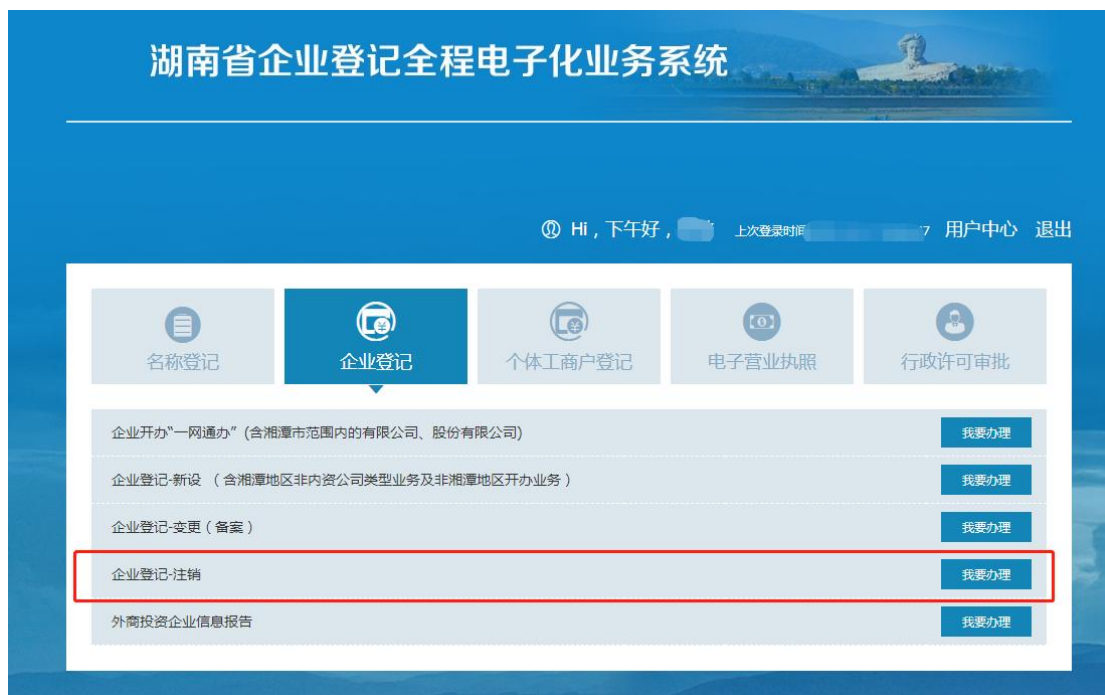 湖南省企业登记全程电子化业务系统
Hi，下午好， 上次登录时间 7 用户中心 退出
名称登记 企业登记 个体工商户登记 电子营业执照 行政许可审批
企业开办“一网通办”(含湘潭市范围内的有限公司、股份有限公司) 我要办理
企业登记-新设 （含湘潭地区非内资公司类型业务及非湘潭地区开办业务） 我要办理
企业登记-变更（备案） 我要办理
企业登记-注销 我要办理
外商投资企业信息报告 我要办理